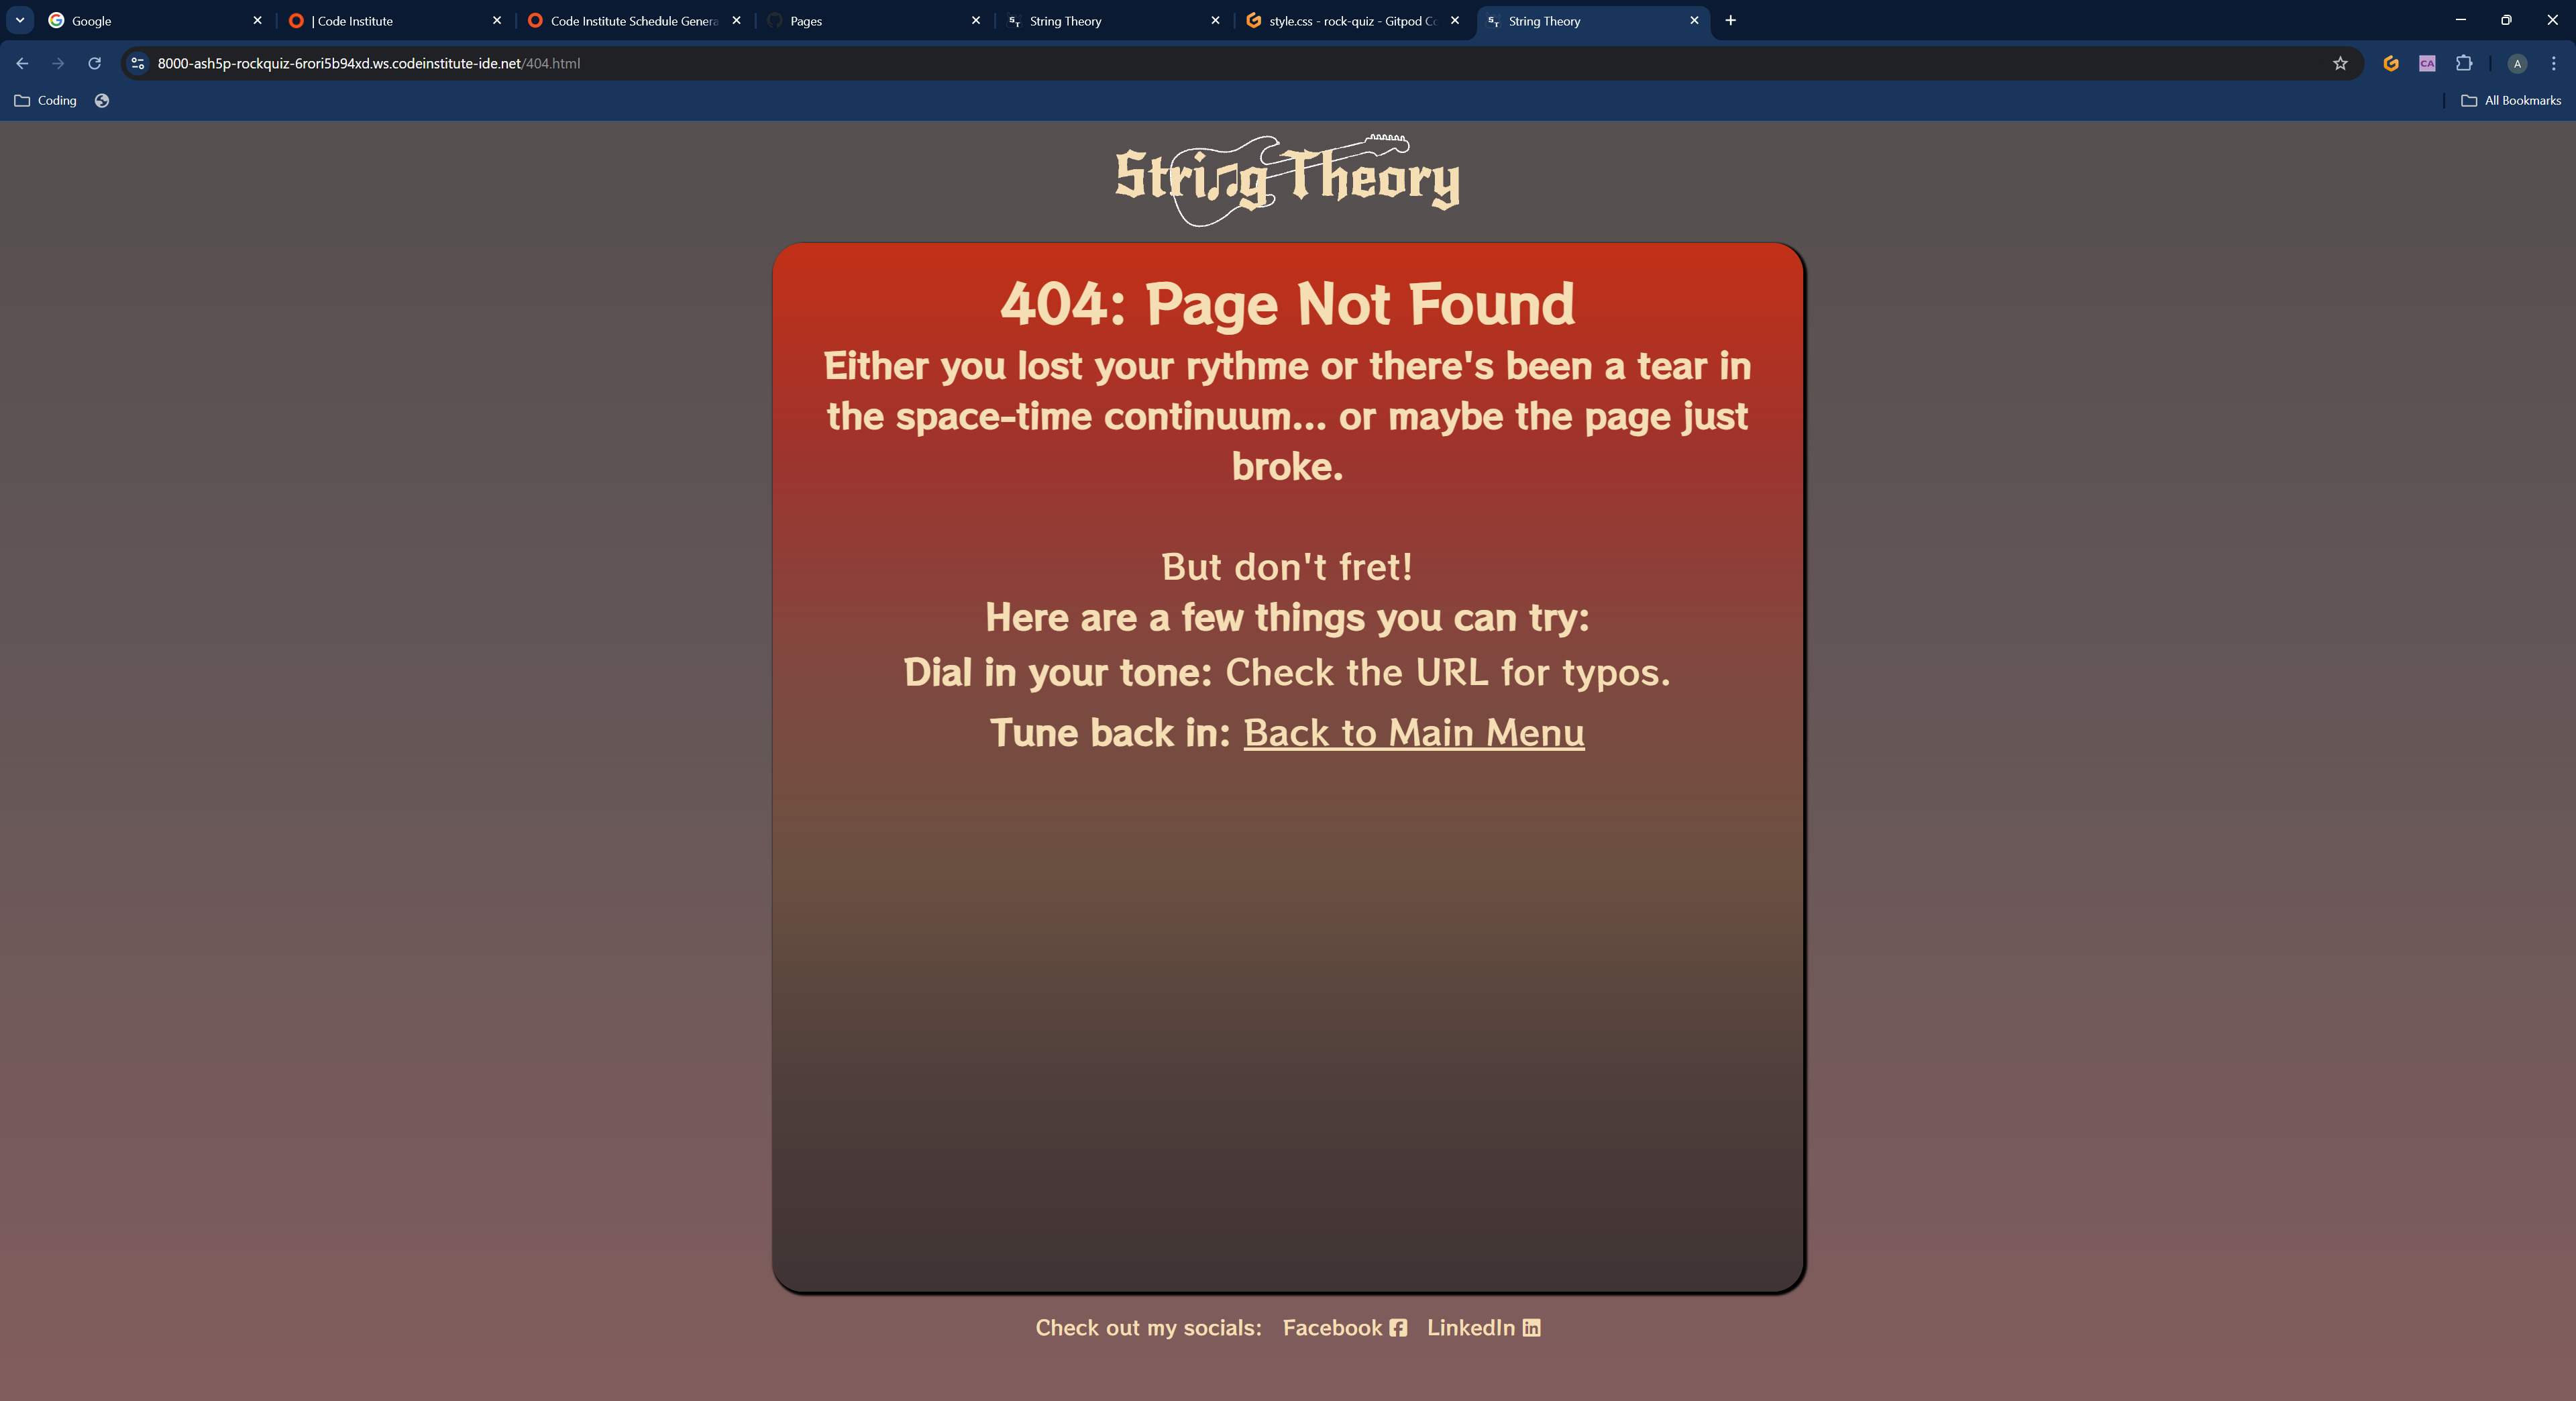 Google
| Code Institute
Code Institute Schedule Genera
Pages
String Theory
style.css - rock-quiz - Gitpod Co
String Theory
8000-ash5p-rockquiz-6rori5b94xd.ws.codeinstitute-ide.net/404.html
CA
A
Coding
All Bookmarks
String Theory
404: Page Not Found
Either you lost your rythme or there's been a tear in
the space-time continuum... or maybe the page just
broke.
But don't fret!
Here are a few things you can try:
Dial in your tone: Check the URL for typos.
Tune back in: Back to Main Menu
Check out my socials: Facebook LinkedIn